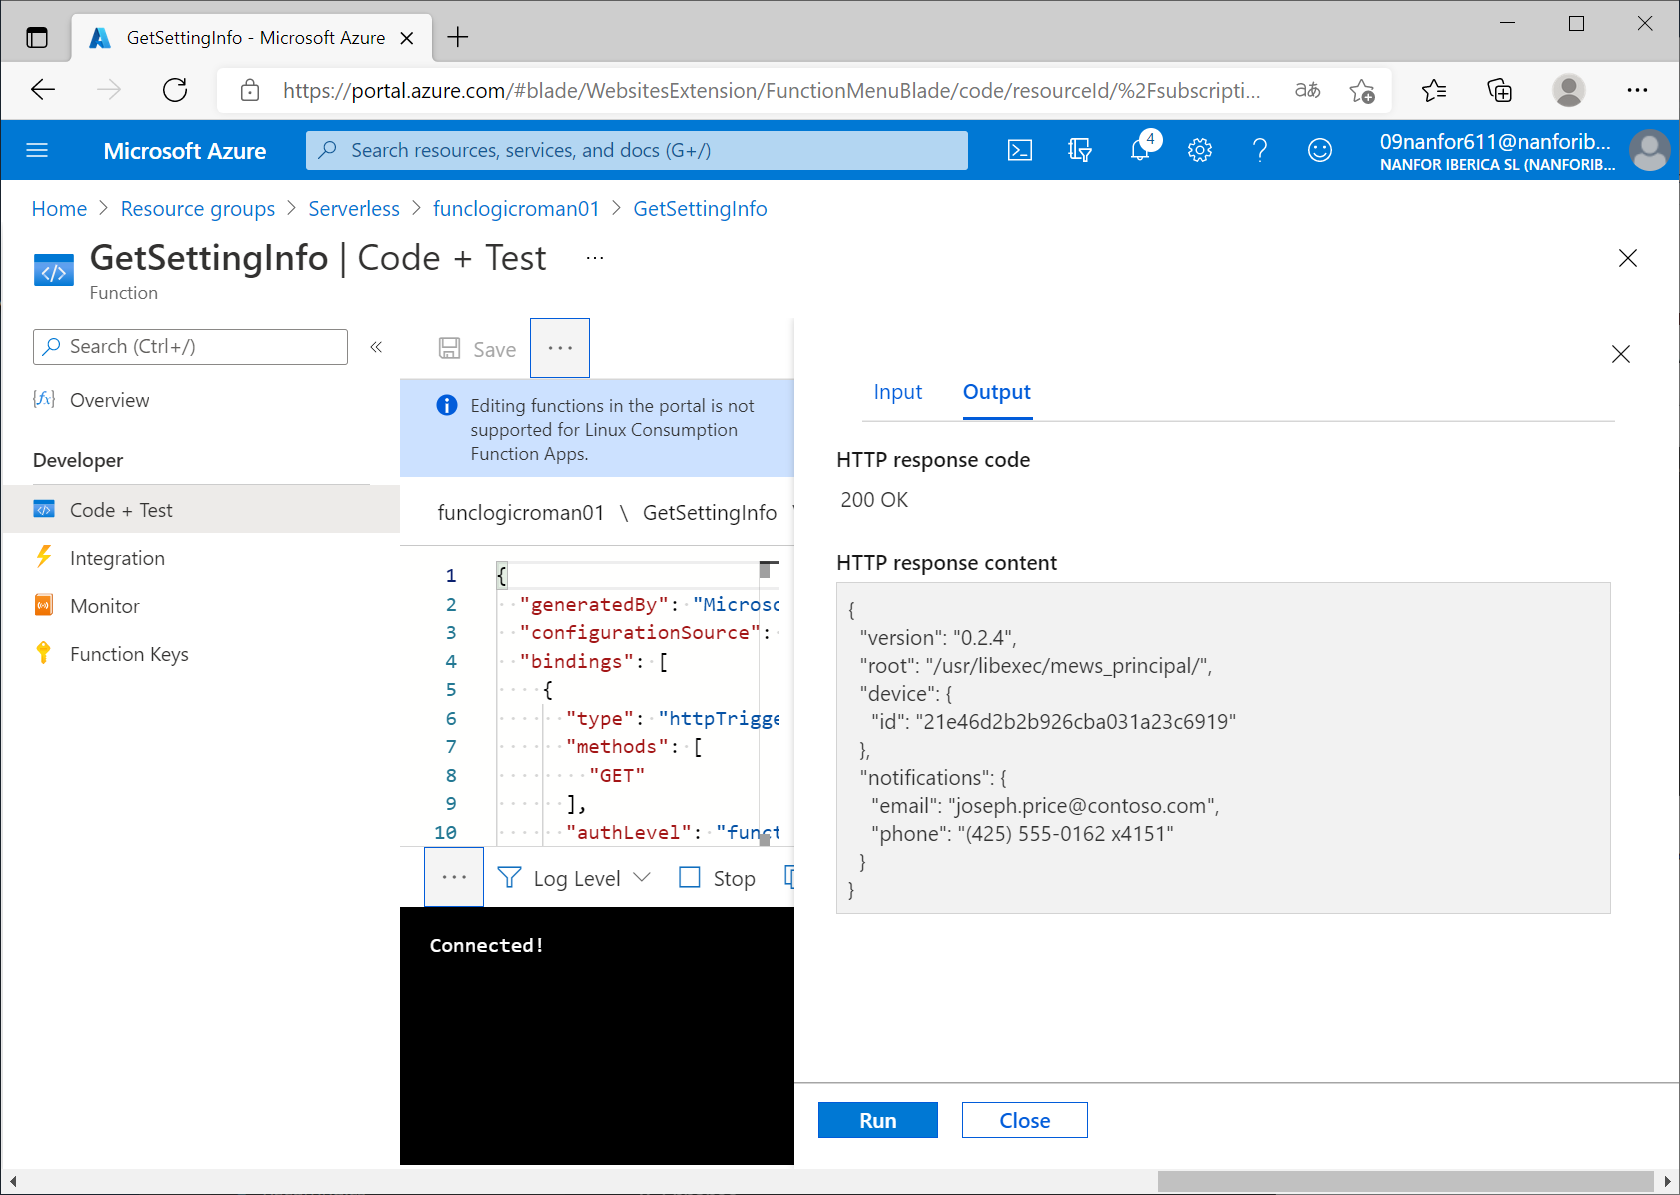 GetSettingInfo - Microsoft Azure
https://portal.azure.com/#blade/WebsitesExtension/FunctionMenuBlade/code/resourceId/%2Fsubscripti...
aあ
Microsoft Azure
Search resources, services, and docs (G+/)
4
09nanfor611@nanforib...
NANFOR IBERICA SL (NANFORIB...
Home > Resource groups > Serverless > funclogicroman01 > GetSettingInfo
GetSettingInfo | Code + Test ...
Function
Search (Ctrl+/)
«
Overview
Developer
Code + Test
Integration
Monitor
Function Keys
Save
...
Editing functions in the portal is not
supported for Linux Consumption
Function Apps.
funclogicroman01 \ GetSettingInfo \
1 {
2 "generatedBy": "Microso
3 "configurationSource":
4 "bindings": [
5 {
6 "type": "httpTrigge
7 "methods": [
8 "GET"
9 ],
10 "authLevel": "funct
... Log Level Stop
Connected!
Input Output
HTTP response code
200 OK
HTTP response content
{
"version": "0.2.4",
"root": "/usr/libexec/mews_principal/",
"device": {
"id": "21e46d2b2b926cba031a23c6919"
},
"notifications": {
"email": "joseph.price@contoso.com",
"phone": "(425) 555-0162 x4151"
}
}
Run Close